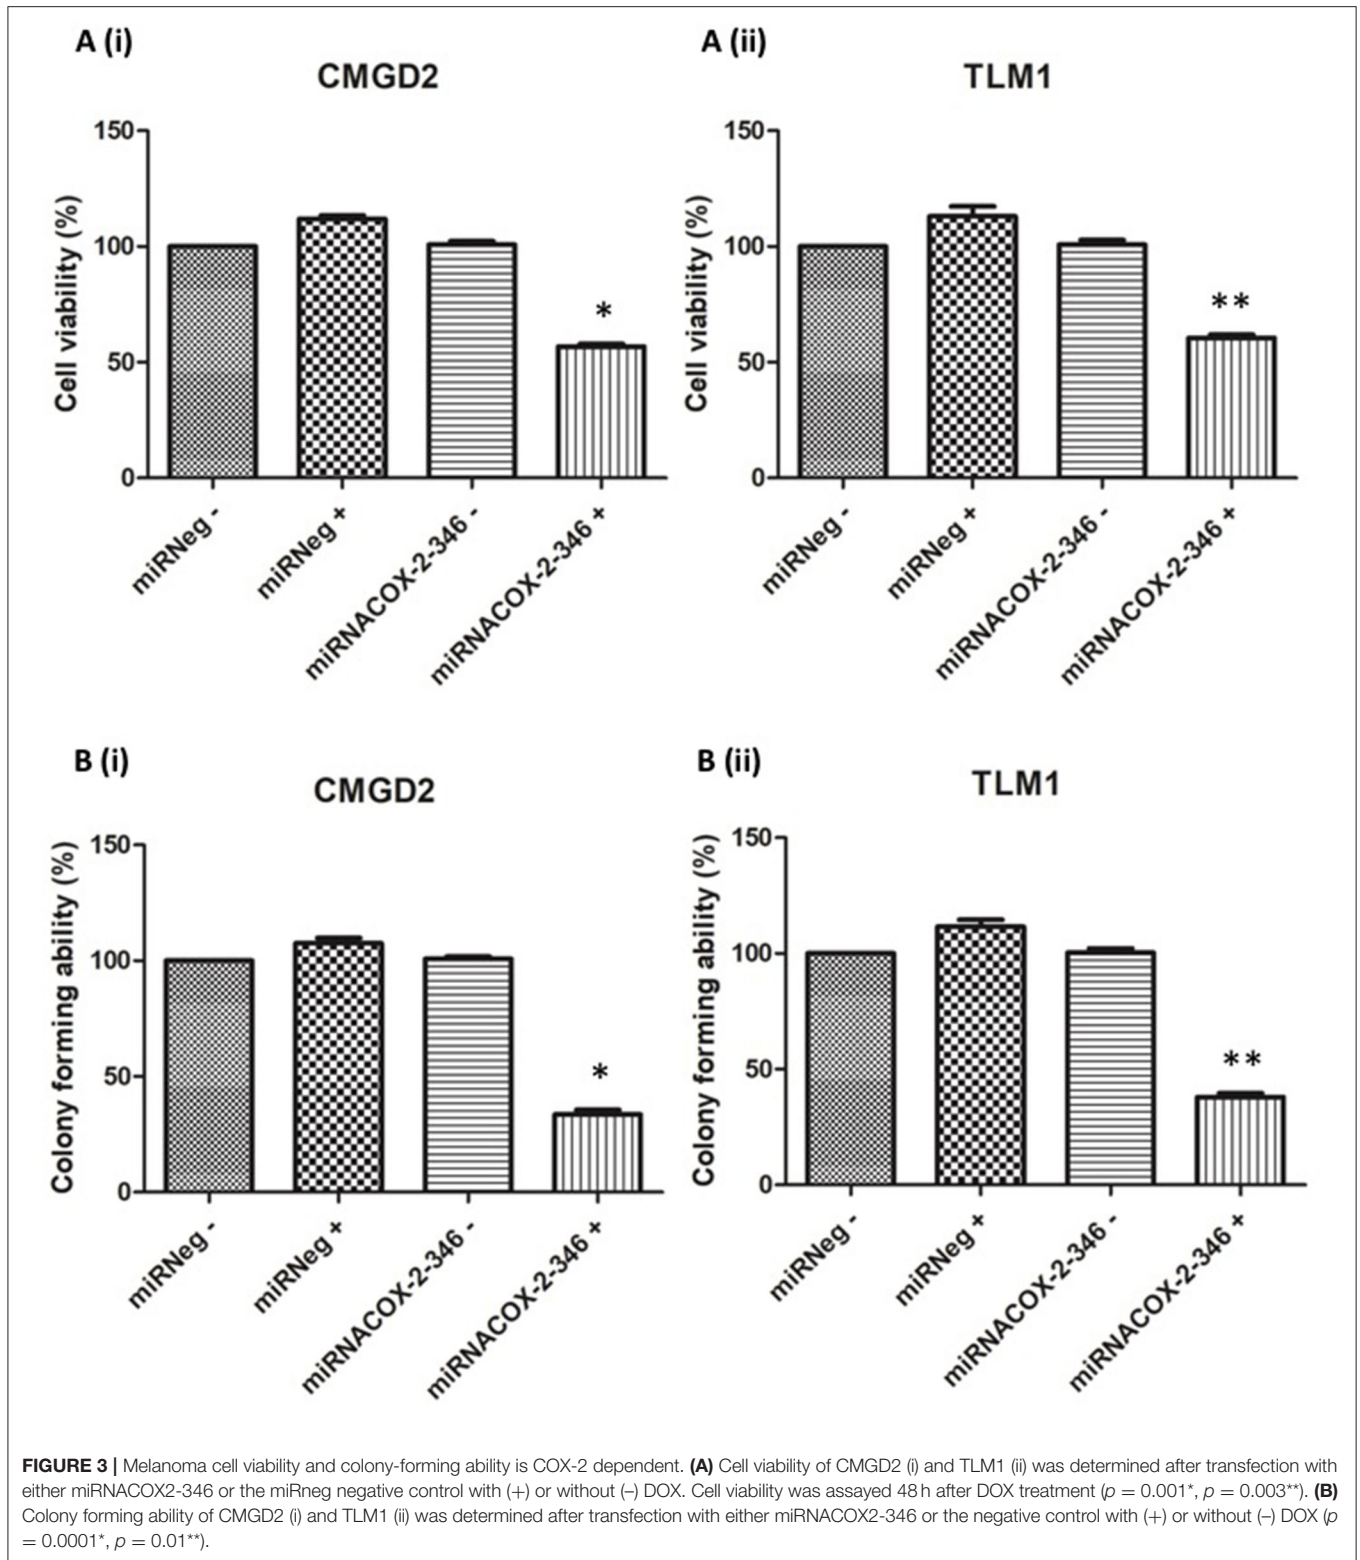 A (i)
CMGD2
150
100
50
0
Cell viability (%)
*
miRNeg -
miRNeg +
miRNACOX-2-346 -
miRNACOX-2-346 +
A (ii)
TLM1
150
100
50
0
Cell viability (%)
**
miRNeg -
miRNeg +
miRNACOX-2-346 -
miRNACOX-2-346 +
B (i)
CMGD2
150
100
50
0
Colony forming ability (%)
*
miRNeg -
miRNeg +
miRNACOX-2-346 -
miRNACOX-2-346 +
B (ii)
TLM1
150
100
50
0
Colony forming ability (%)
**
miRNeg -
miRNeg +
miRNACOX-2-346 -
miRNACOX-2-346 +
FIGURE 3 | Melanoma cell viability and colony-forming ability is COX-2 dependent. (A) Cell viability of CMGD2 (i) and TLM1 (ii) was determined after transfection with
either miRNACOX2-346 or the miRneg negative control with (+) or without (–) DOX. Cell viability was assayed 48 h after DOX treatment (p = 0.001*, p = 0.003**). (B)
Colony forming ability of CMGD2 (i) and TLM1 (ii) was determined after transfection with either miRNACOX2-346 or the negative control with (+) or without (–) DOX (p
= 0.0001*, p = 0.01**).